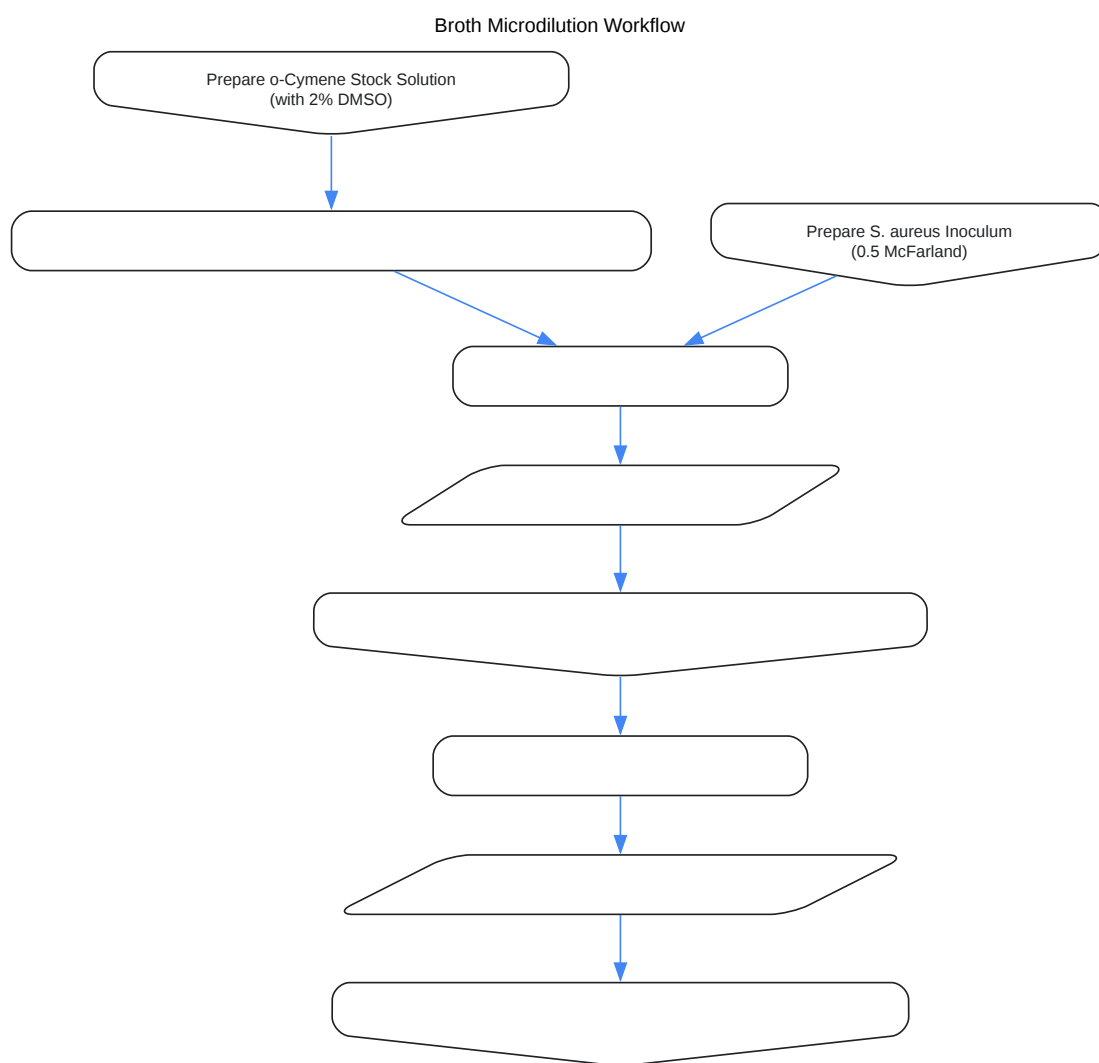 Broth Microdilution Workflow
Prepare o-Cymene Stock Solution
(with 2% DMSO)
Prepare S. aureus Inoculum
(0.5 McFarland)